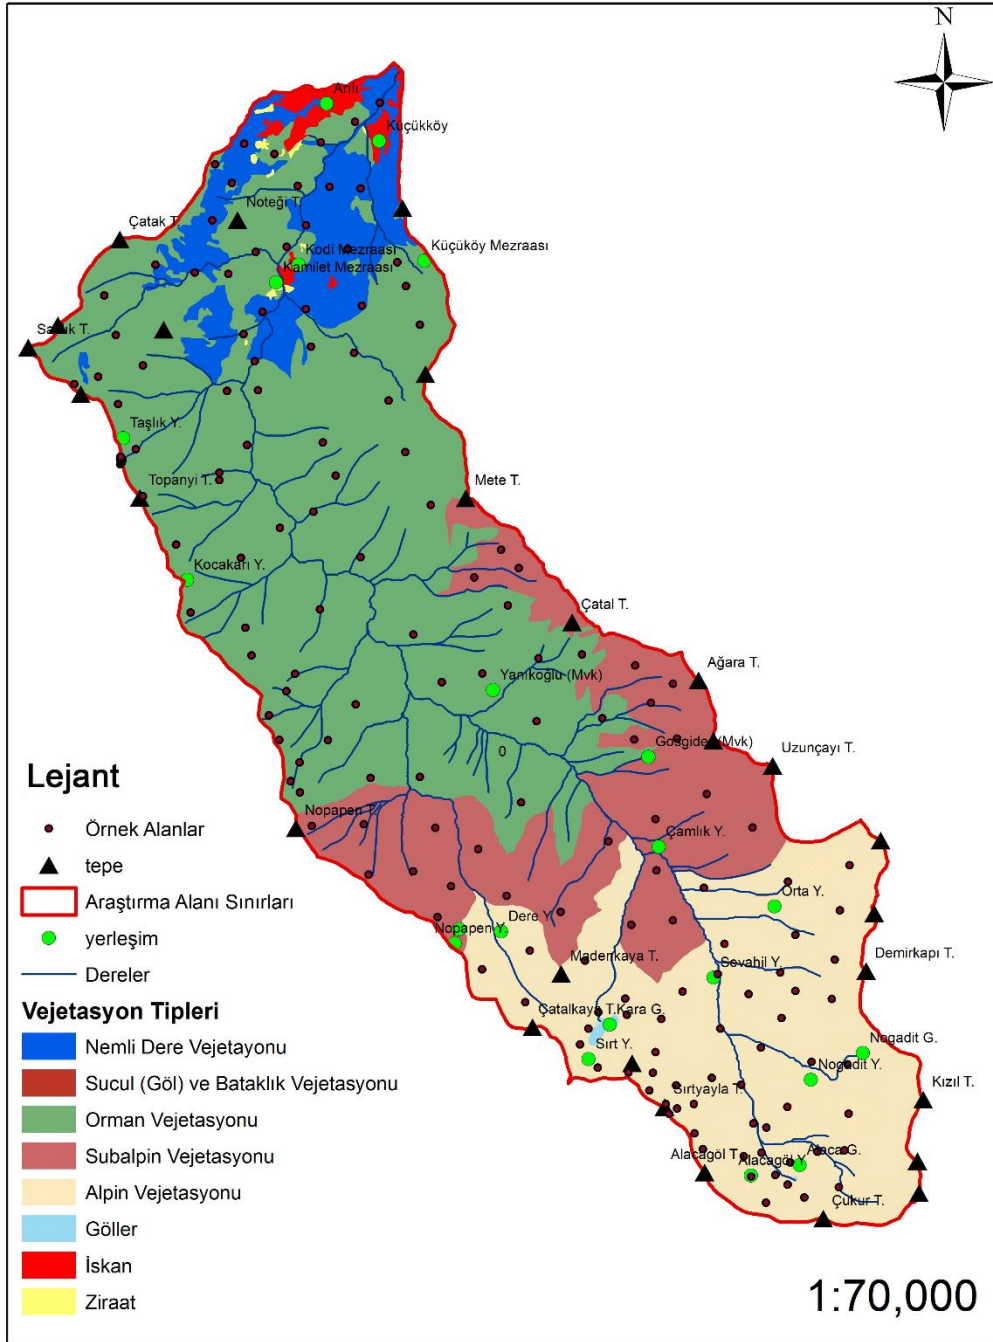 N
Arılı
Küçükköy
Noteği T.
Çatak T.
Küçüköy Mezraası
Kodi Mezraası
Kamilet Mezraası
Taşlık Y.
Topanyi T.
Mete T.
Kocakarı Y.
Çatal T.
Ağara T.
Yanıkoğlu (Mvk)
(Mvk)
0
Uzunçayı T.
Nopapen T.
Çamlık Y.
Orta Y.
Dere Y.
Nopapen Y.
Madenkaya T.
Demirkapı T.
Sevahil Y.
Çatalkaya T.
Kara G.
Sırt Y.
Nogadit G.
Nogadit Y.
Kızıl T.
Sırtyayla T.
Alacagöl T.
Alacagöl Y.
Alaca G.
Çukur T.
Lejant
Örnek Alanlar
tepe
Araştırma Alanı Sınırları
yerleşim
Dereler
Vejetasyon Tipleri
Nemli Dere Vejetayonu
Sucul (Göl) ve Bataklık Vejetasyonu
Orman Vejetasyonu
Subalpin Vejetasyonu
Alpin Vejetasyonu
Göller
İskan
Ziraat
1:70,000